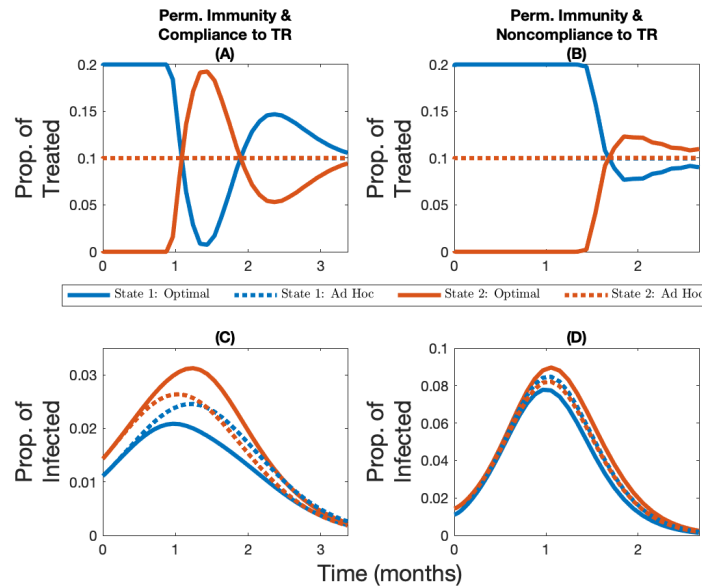 Perm. Immunity &
Compliance to TR
(A)
Perm. Immunity &
Noncompliance to TR
(B)
Prop. of
Treated
0.2
0.15
0.1
0.05
0
0 1 2 3
Prop. of
Treated
0.2
0.15
0.1
0.05
0
0 1 2
State 1: Optimal State 1: Ad Hoc State 2: Optimal State 2: Ad Hoc
(C)
(D)
Prop. of
Infected
0.03
0.02
0.01
0
0 1 2 3
Prop. of
Infected
0.1
0.08
0.06
0.04
0.02
0
0 1 2
Time (months)